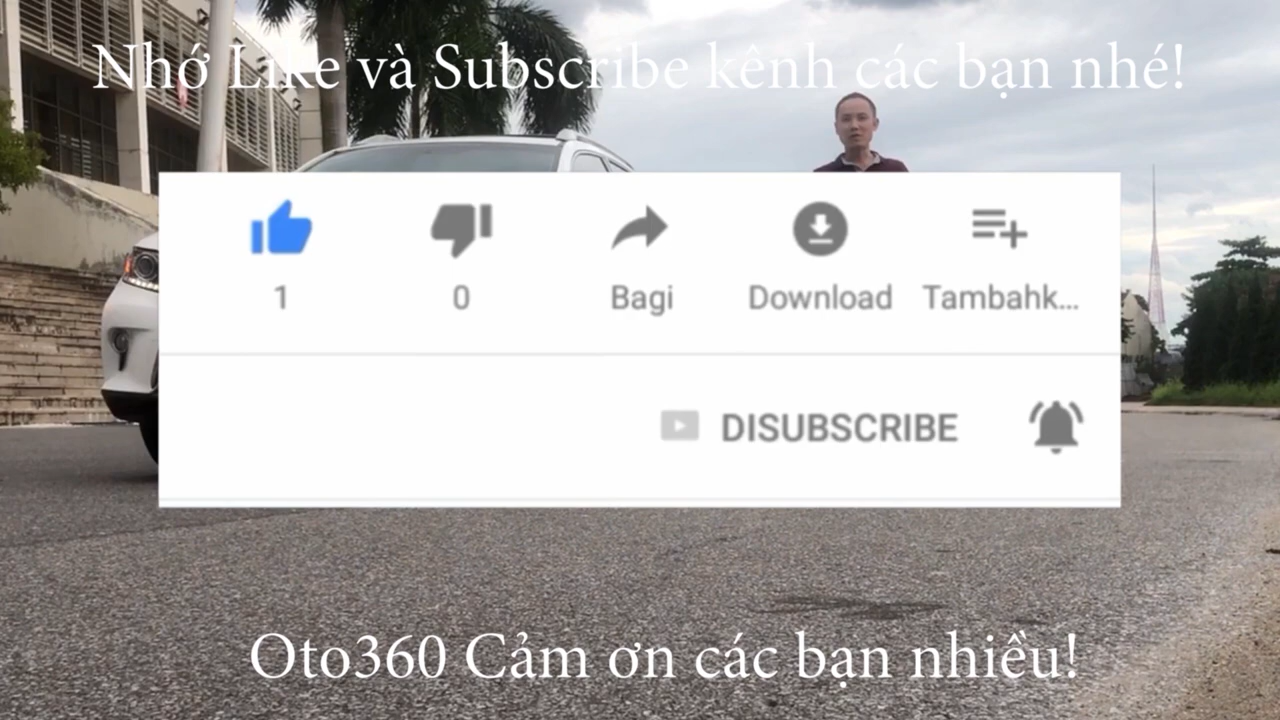 Nhớ Like và Subscribe kênh các bạn nhé!
1 0 Bagi Download Tambahk...
DISUBSCRIBE
Oto360 Cảm ơn các bạn nhiều!